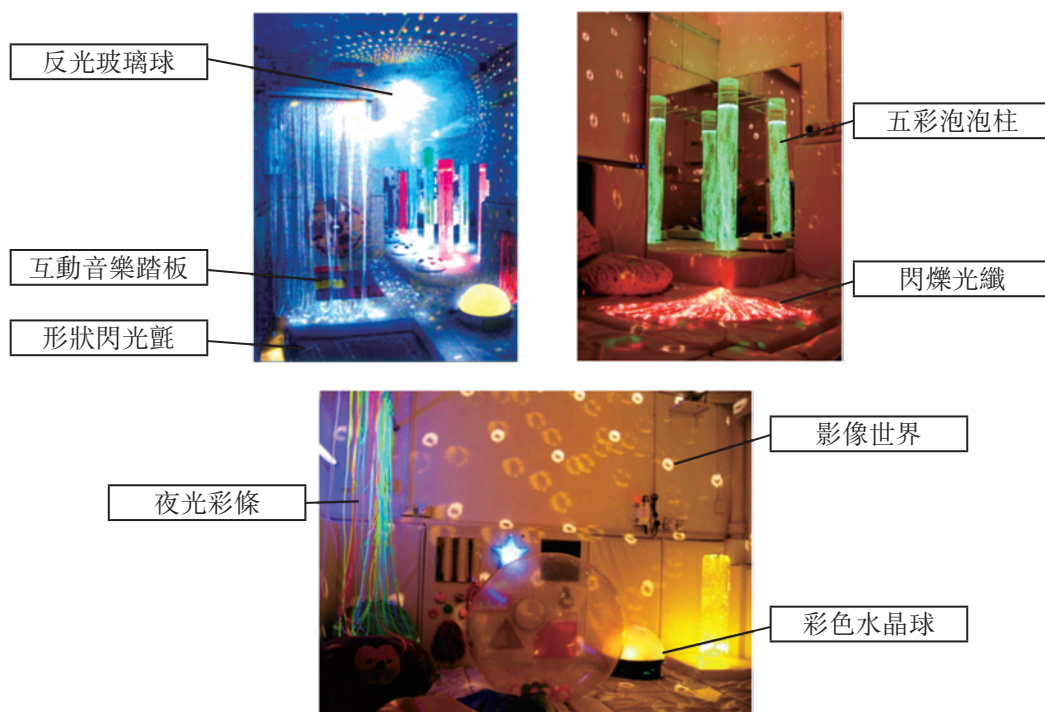 反光玻璃球
互動音樂踏板
形狀閃光氈
五彩泡泡柱
閃爍光纖
夜光彩條
影像世界
彩色水晶球